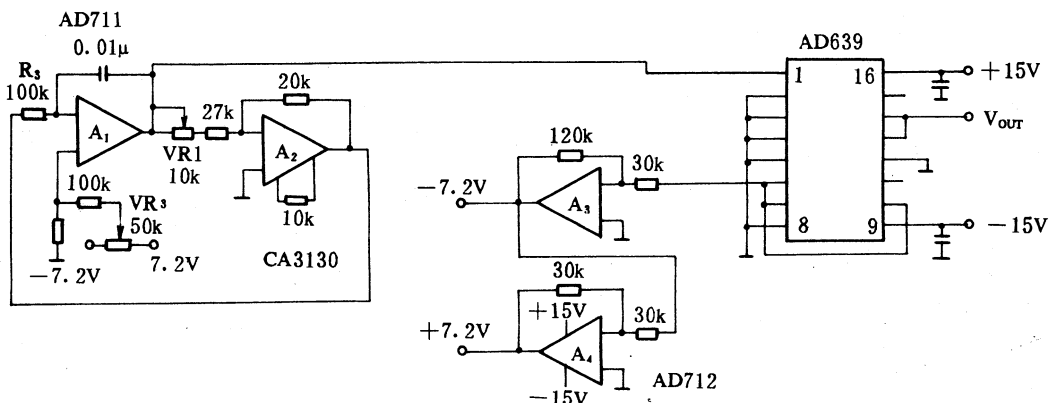 AD711
0.01μ
R₃
100k
A₁
VR1
10k
27k
20k
A₂
10k
CA3130
100k
VR₃
50k
7.2V
−7.2V
AD639
1
16
8
9
+15V
V_OUT
−15V
120k
30k
A₃
−7.2V
30k
30k
+15V
A₄
−15V
+7.2V
AD712